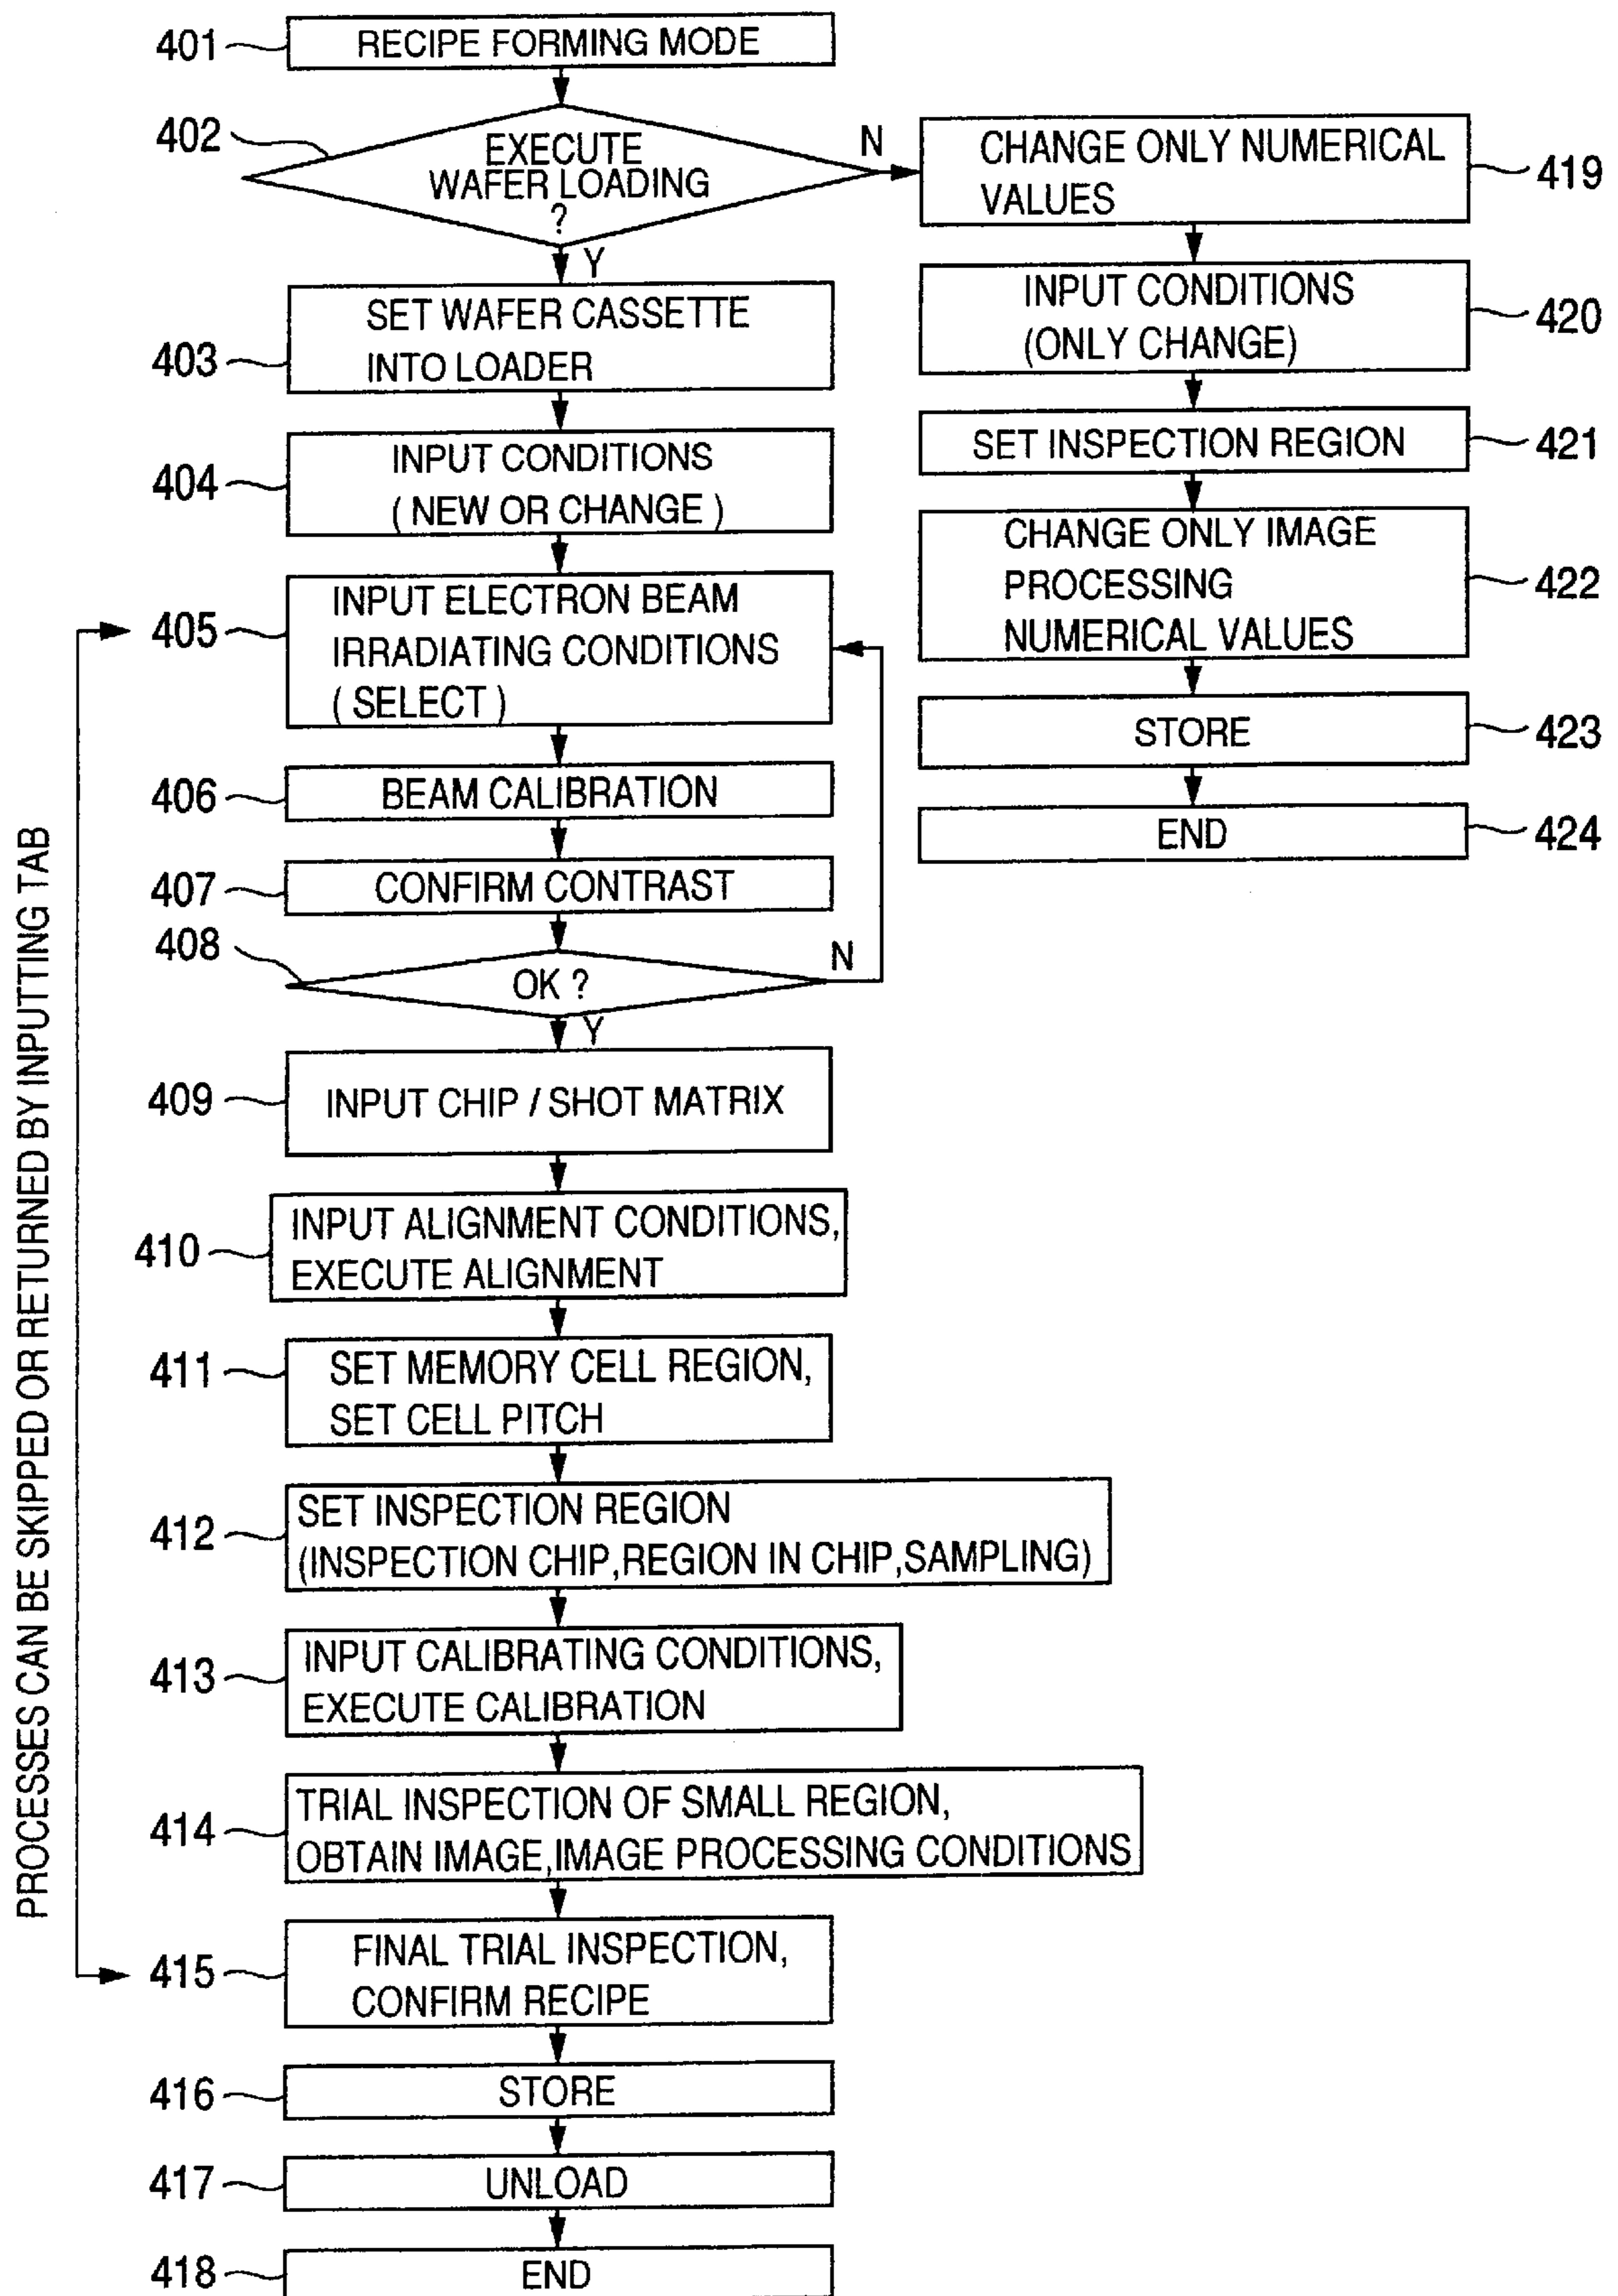 401
RECIPE FORMING MODE
402
EXECUTE
WAFER LOADING
?
N
Y
CHANGE ONLY NUMERICAL
VALUES
419
403
SET WAFER CASSETTE
INTO LOADER
INPUT CONDITIONS
(ONLY CHANGE)
420
404
INPUT CONDITIONS
( NEW OR CHANGE )
SET INSPECTION REGION
421
405
INPUT ELECTRON BEAM
IRRADIATING CONDITIONS
( SELECT )
CHANGE ONLY IMAGE
PROCESSING
NUMERICAL VALUES
422
406
BEAM CALIBRATION
STORE
423
407
CONFIRM CONTRAST
END
424
408
OK ?
N
Y
409
INPUT CHIP / SHOT MATRIX
410
INPUT ALIGNMENT CONDITIONS,
EXECUTE ALIGNMENT
411
SET MEMORY CELL REGION,
SET CELL PITCH
412
SET INSPECTION REGION
(INSPECTION CHIP,REGION IN CHIP,SAMPLING)
413
INPUT CALIBRATING CONDITIONS,
EXECUTE CALIBRATION
414
TRIAL INSPECTION OF SMALL REGION,
OBTAIN IMAGE,IMAGE PROCESSING CONDITIONS
415
FINAL TRIAL INSPECTION,
CONFIRM RECIPE
416
STORE
417
UNLOAD
418
END
PROCESSES CAN BE SKIPPED OR RETURNED BY INPUTTING TAB